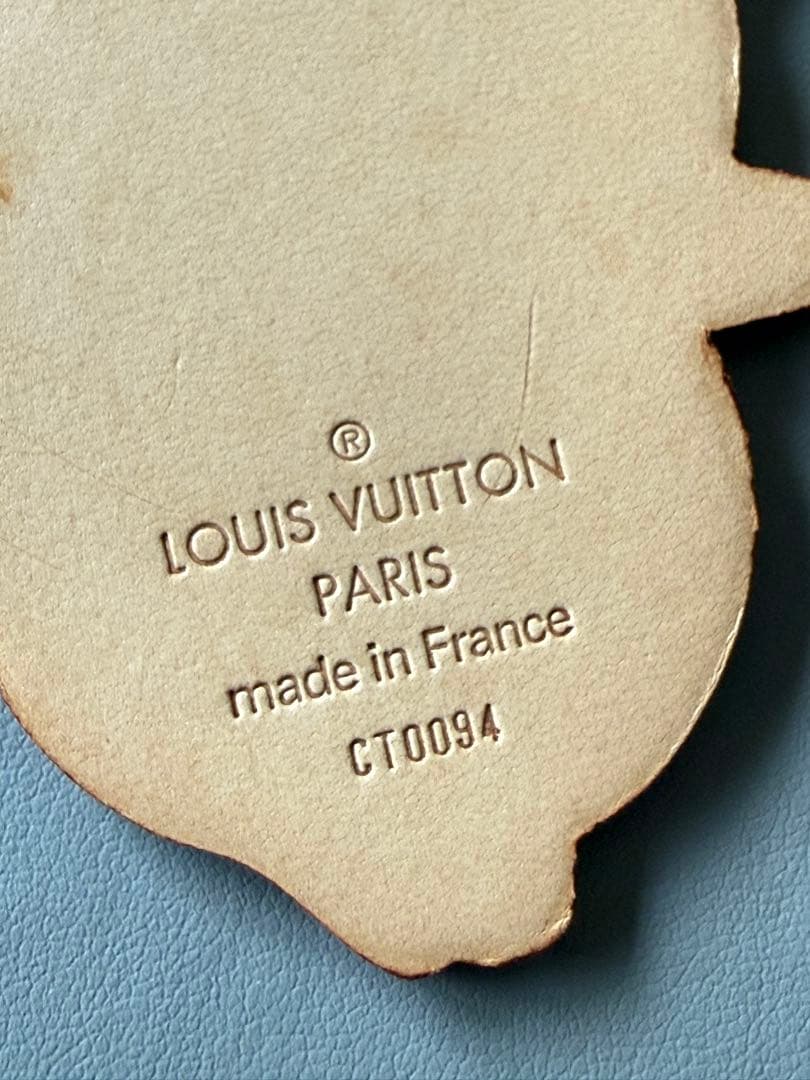 ®
LOUIS VUITTON
PARIS
made in France
CT0094